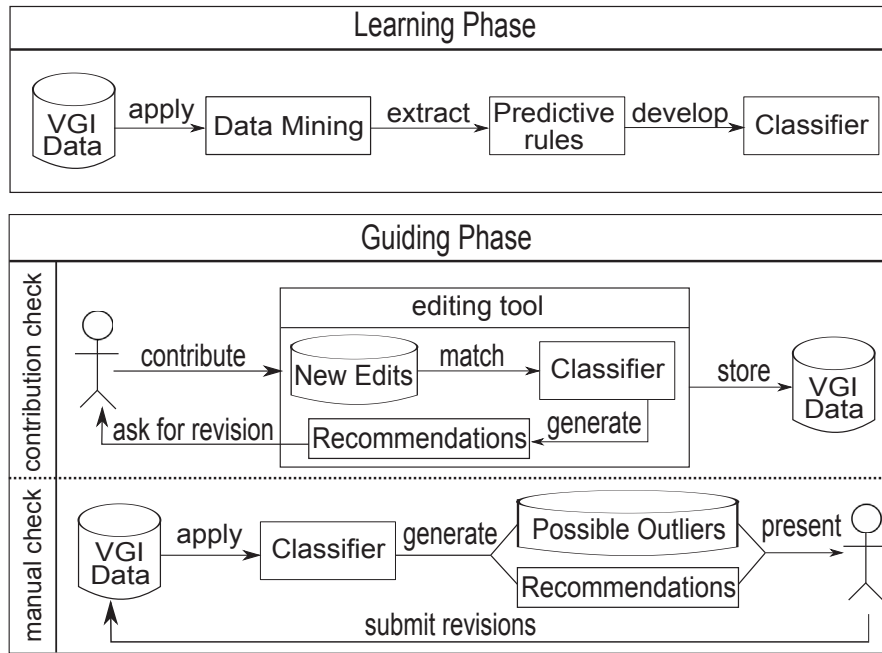 Learning Phase
VGI
Data
apply
Data Mining
extract
Predictive
rules
develop
Classifier
Guiding Phase
contribution check
editing tool
contribute
New Edits
match
Classifier
store
VGI
Data
ask for revision
Recommendations
generate
manual check
VGI
Data
apply
Classifier
generate
Possible Outliers
Recommendations
present
submit revisions